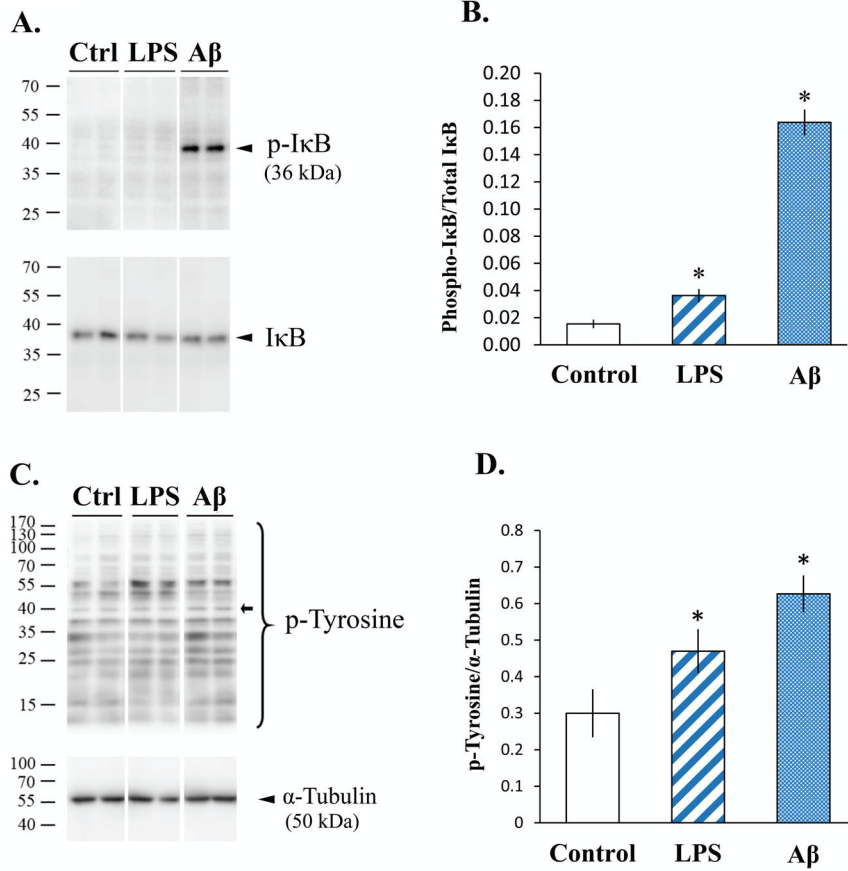 A.
Ctrl LPS Aβ
70
55
40
35
25
p-IκB
(36 kDa)
70
55
40
35
25
IκB
B.
Phospho-IκB/Total IκB
0.20
0.18
0.16
0.14
0.12
0.10
0.08
0.06
0.04
0.02
0.00
*
*
Control LPS Aβ
C.
Ctrl LPS Aβ
170
130
100
70
55
40
35
25
15
p-Tyrosine
100
70
55
40
α-Tubulin
(50 kDa)
D.
p-Tyrosine/α-Tubulin
0.8
0.7
0.6
0.5
0.4
0.3
0.2
0.1
0
*
*
Control LPS Aβ